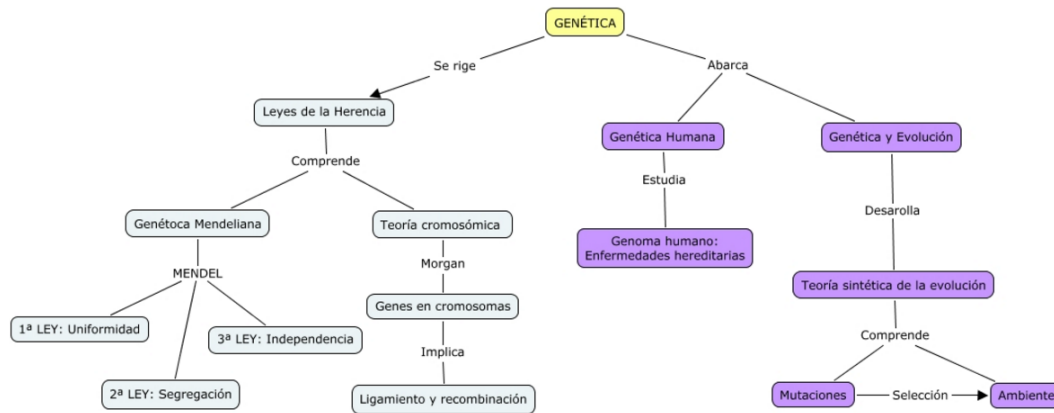 GENÉTICA
Se rige
Abarca
Leyes de la Herencia
Genética Humana
Genética y Evolución
Comprende
Estudia
Desarolla
Genétoca Mendeliana
Teoría cromosómica
Genoma humano:
Enfermedades hereditarias
MENDEL
Morgan
Teoría sintética de la evolución
Genes en cromosomas
1ª LEY: Uniformidad
3ª LEY: Independencia
Comprende
Implica
2ª LEY: Segregación
Ligamiento y recombinación
Mutaciones
Selección
Ambiente